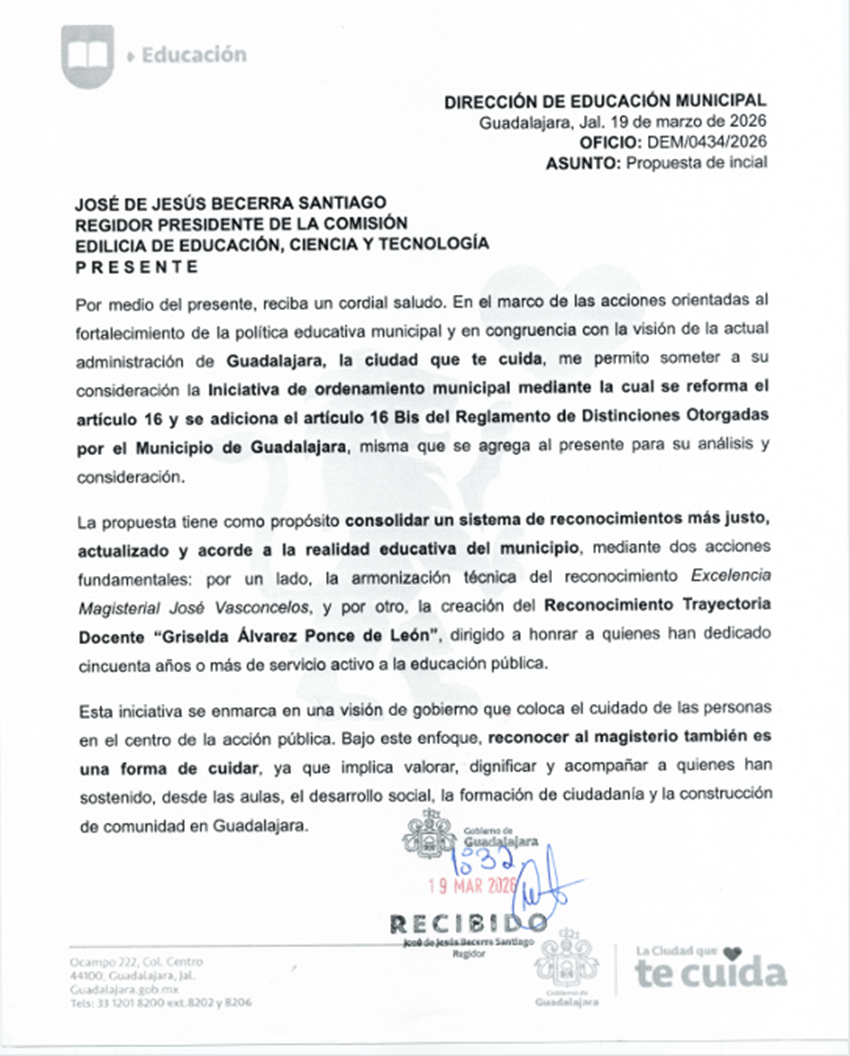 Educación
DIRECCIÓN DE EDUCACIÓN MUNICIPAL
Guadalajara, Jal. 19 de marzo de 2026
OFICIO: DEM/0434/2026
ASUNTO: Propuesta de incial
JOSÉ DE JESÚS BECERRA SANTIAGO
REGIDOR PRESIDENTE DE LA COMISIÓN
EDILICIA DE EDUCACIÓN, CIENCIA Y TECNOLOGÍA
P R E S E N T E
Por medio del presente, reciba un cordial saludo. En el marco de las acciones orientadas al
fortalecimiento de la política educativa municipal y en congruencia con la visión de la actual
administración de Guadalajara, la ciudad que te cuida, me permito someter a su
consideración la Iniciativa de ordenamiento municipal mediante la cual se reforma el
artículo 16 y se adiciona el artículo 16 Bis del Reglamento de Distinciones Otorgadas
por el Municipio de Guadalajara, misma que se agrega al presente para su análisis y
consideración.
La propuesta tiene como propósito consolidar un sistema de reconocimientos más justo,
actualizado y acorde a la realidad educativa del municipio, mediante dos acciones
fundamentales: por un lado, la armonización técnica del reconocimiento Excelencia
Magisterial José Vasconcelos, y por otro, la creación del Reconocimiento Trayectoria
Docente “Griselda Álvarez Ponce de León”, dirigido a honrar a quienes han dedicado
cincuenta años o más de servicio activo a la educación pública.
Esta iniciativa se enmarca en una visión de gobierno que coloca el cuidado de las personas
en el centro de la acción pública. Bajo este enfoque, reconocer al magisterio también es
una forma de cuidar, ya que implica valorar, dignificar y acompañar a quienes han
sostenido, desde las aulas, el desarrollo social, la formación de ciudadanía y la construcción
de comunidad en Guadalajara.
Gobierno de
Guadalajara
19 MAR 2026
RECIBIDO
José de Jesús Becerra Santiago
Regidor
Ocampo 222, Col. Centro
44100, Guadalajara, Jal.
Guadalajara.gob.mx
Tels: 33 1201 8200 ext.8202 y 8206
Gobierno de
Guadalajara
La Ciudad que
te cuida